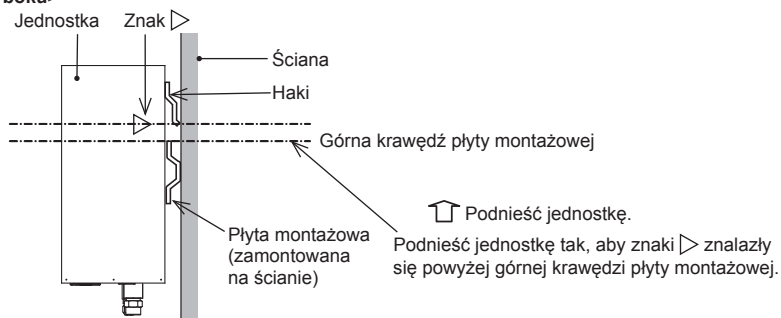 boku>
Jednostka
Znak ▷
Ściana
Haki
Górna krawędź płyty montażowej
Płyta montażowa
(zamontowana
na ścianie)
Podnieść jednostkę.
Podnieść jednostkę tak, aby znaki ▷ znalazły
się powyżej górnej krawędzi płyty montażowej.